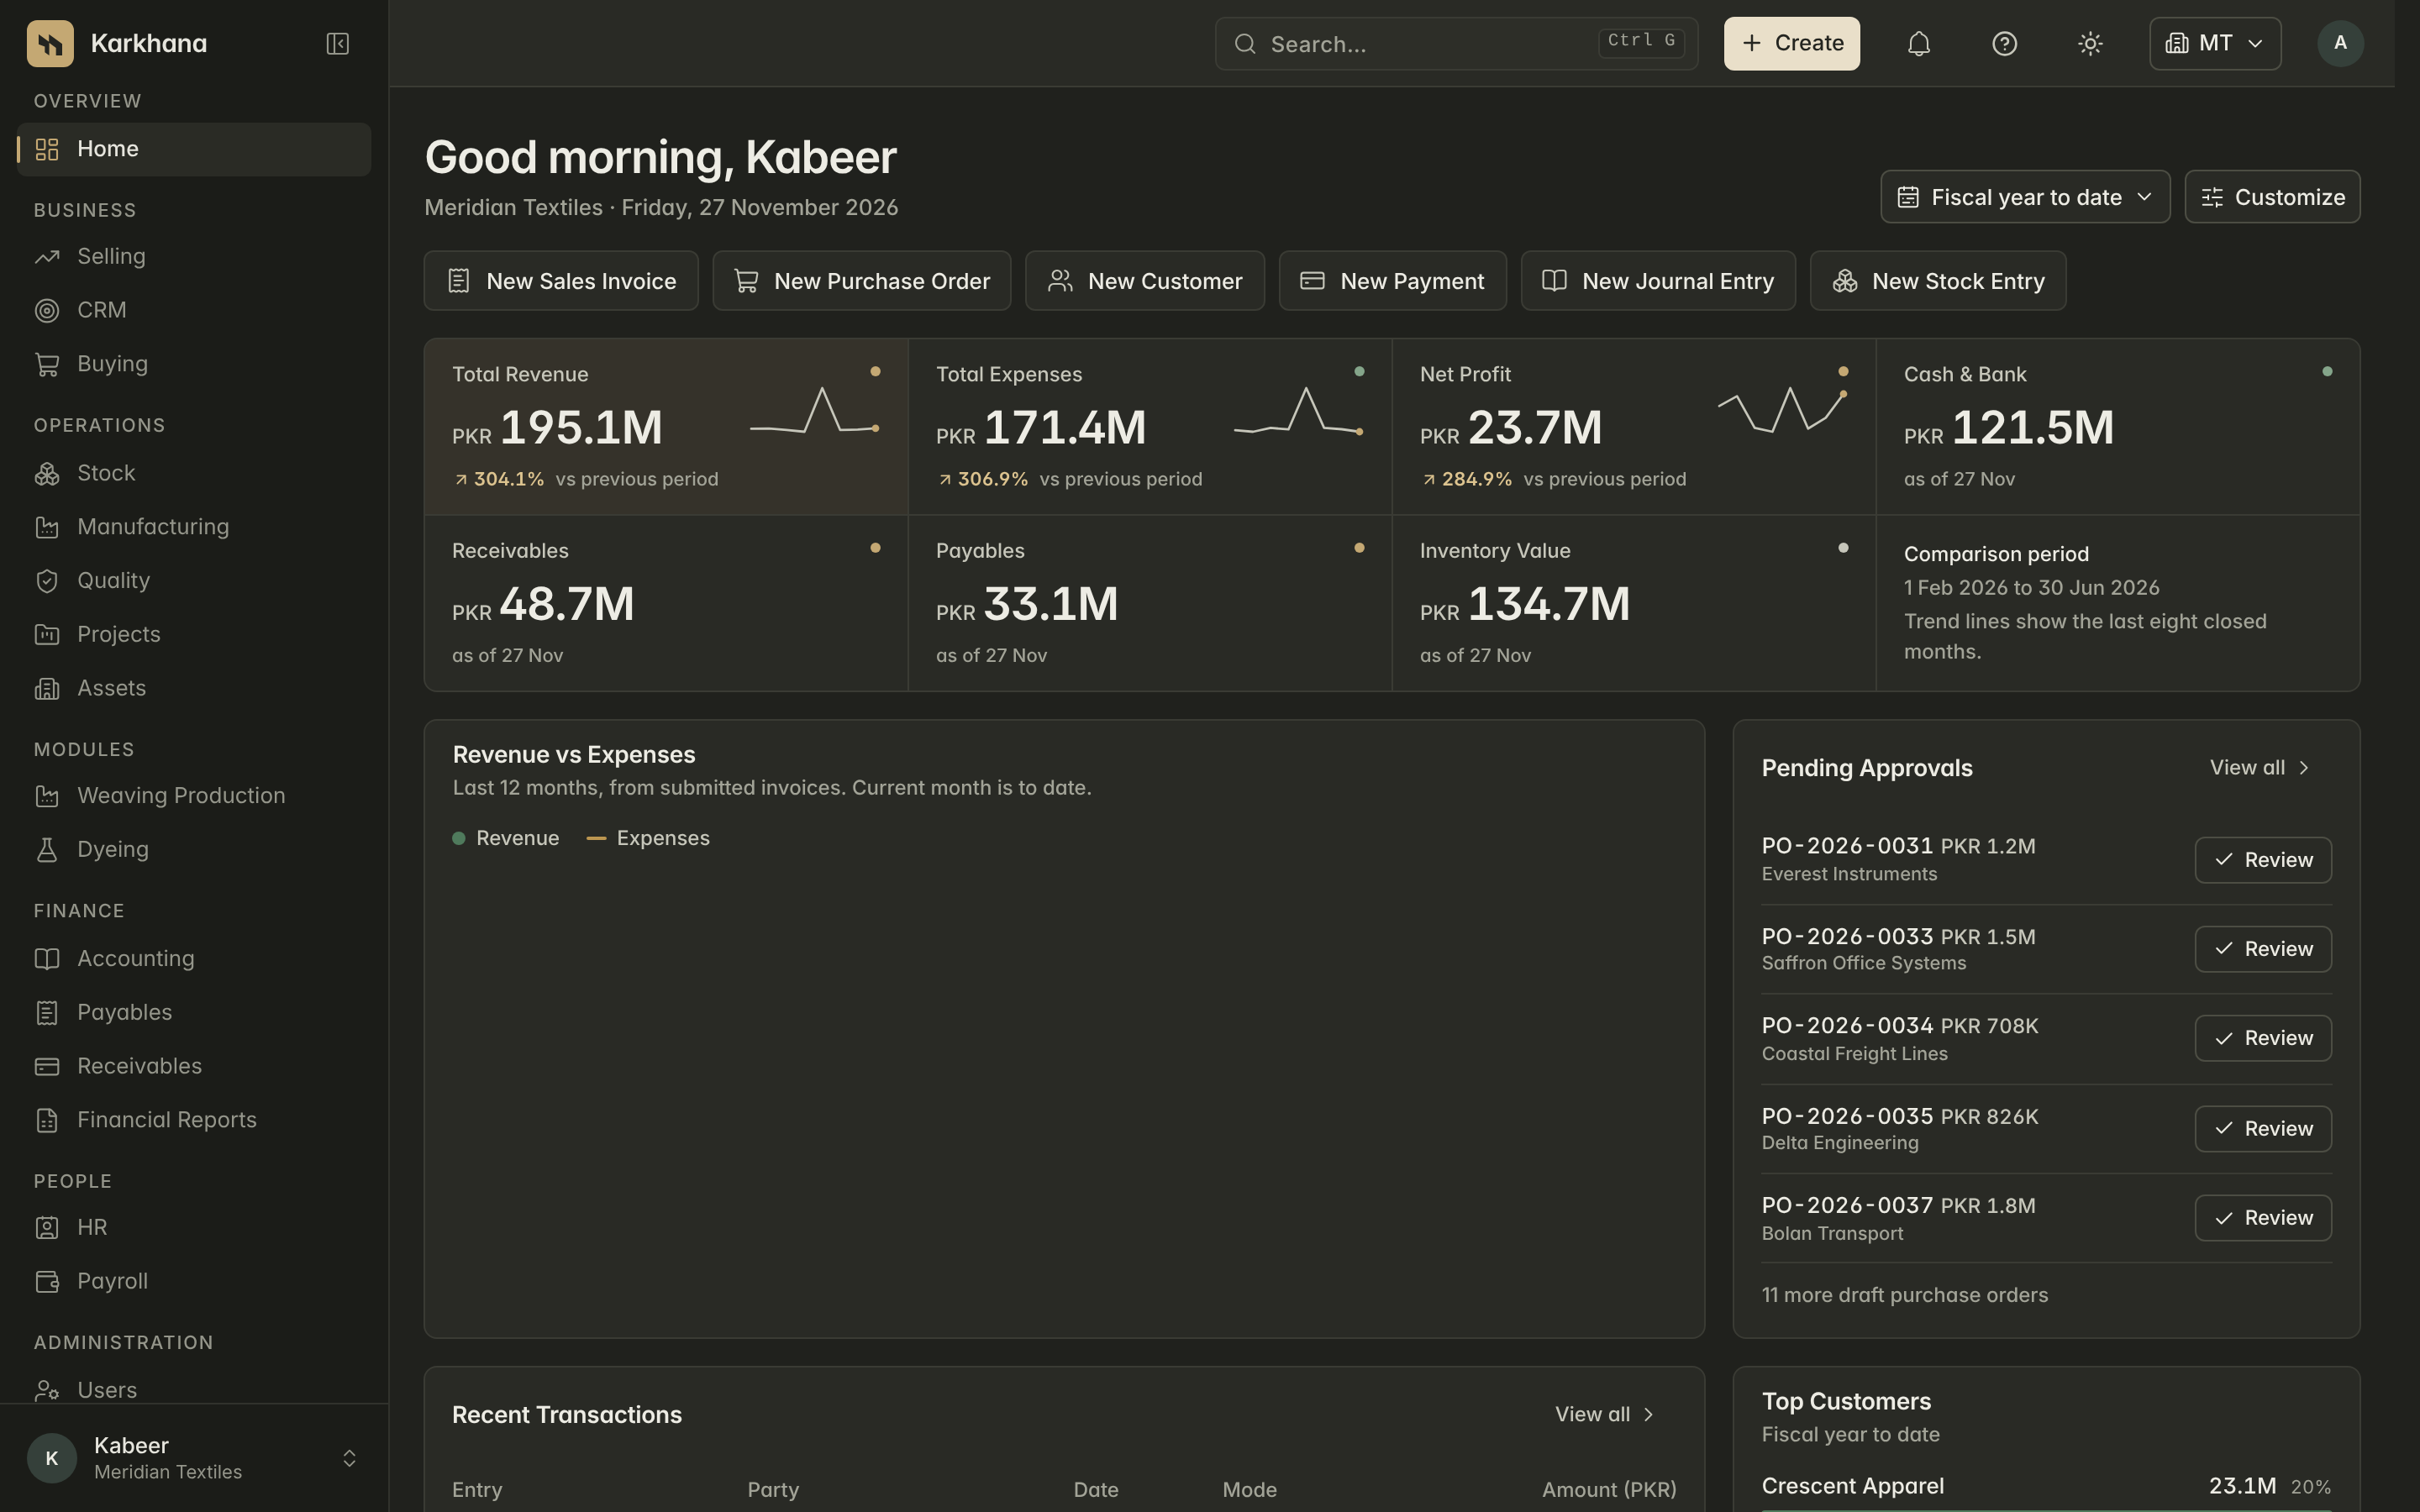 Karkhana
Search...
Ctrl G
Create
MT
A
OVERVIEW
Home
BUSINESS
Selling
CRM
Buying
OPERATIONS
Stock
Manufacturing
Quality
Projects
Assets
MODULES
Weaving Production
Dyeing
FINANCE
Accounting
Payables
Receivables
Financial Reports
PEOPLE
HR
Payroll
ADMINISTRATION
Users
K
Kabeer
Meridian Textiles
Good morning, Kabeer
Meridian Textiles · Friday, 27 November 2026
Fiscal year to date
Customize
New Sales Invoice
New Purchase Order
New Customer
New Payment
New Journal Entry
New Stock Entry
Total Revenue
PKR 195.1M
304.1% vs previous period
Total Expenses
PKR 171.4M
306.9% vs previous period
Net Profit
PKR 23.7M
284.9% vs previous period
Cash & Bank
PKR 121.5M
as of 27 Nov
Receivables
PKR 48.7M
as of 27 Nov
Payables
PKR 33.1M
as of 27 Nov
Inventory Value
PKR 134.7M
as of 27 Nov
Comparison period
1 Feb 2026 to 30 Jun 2026
Trend lines show the last eight closed
months.
Revenue vs Expenses
Last 12 months, from submitted invoices. Current month is to date.
Revenue
Expenses
Pending Approvals
View all
PO-2026-0031 PKR 1.2M
Everest Instruments
Review
PO-2026-0033 PKR 1.5M
Saffron Office Systems
Review
PO-2026-0034 PKR 708K
Coastal Freight Lines
Review
PO-2026-0035 PKR 826K
Delta Engineering
Review
PO-2026-0037 PKR 1.8M
Bolan Transport
Review
11 more draft purchase orders
Recent Transactions
View all
Entry
Party
Date
Mode
Amount (PKR)
Top Customers
Fiscal year to date
Crescent Apparel
23.1M 20%